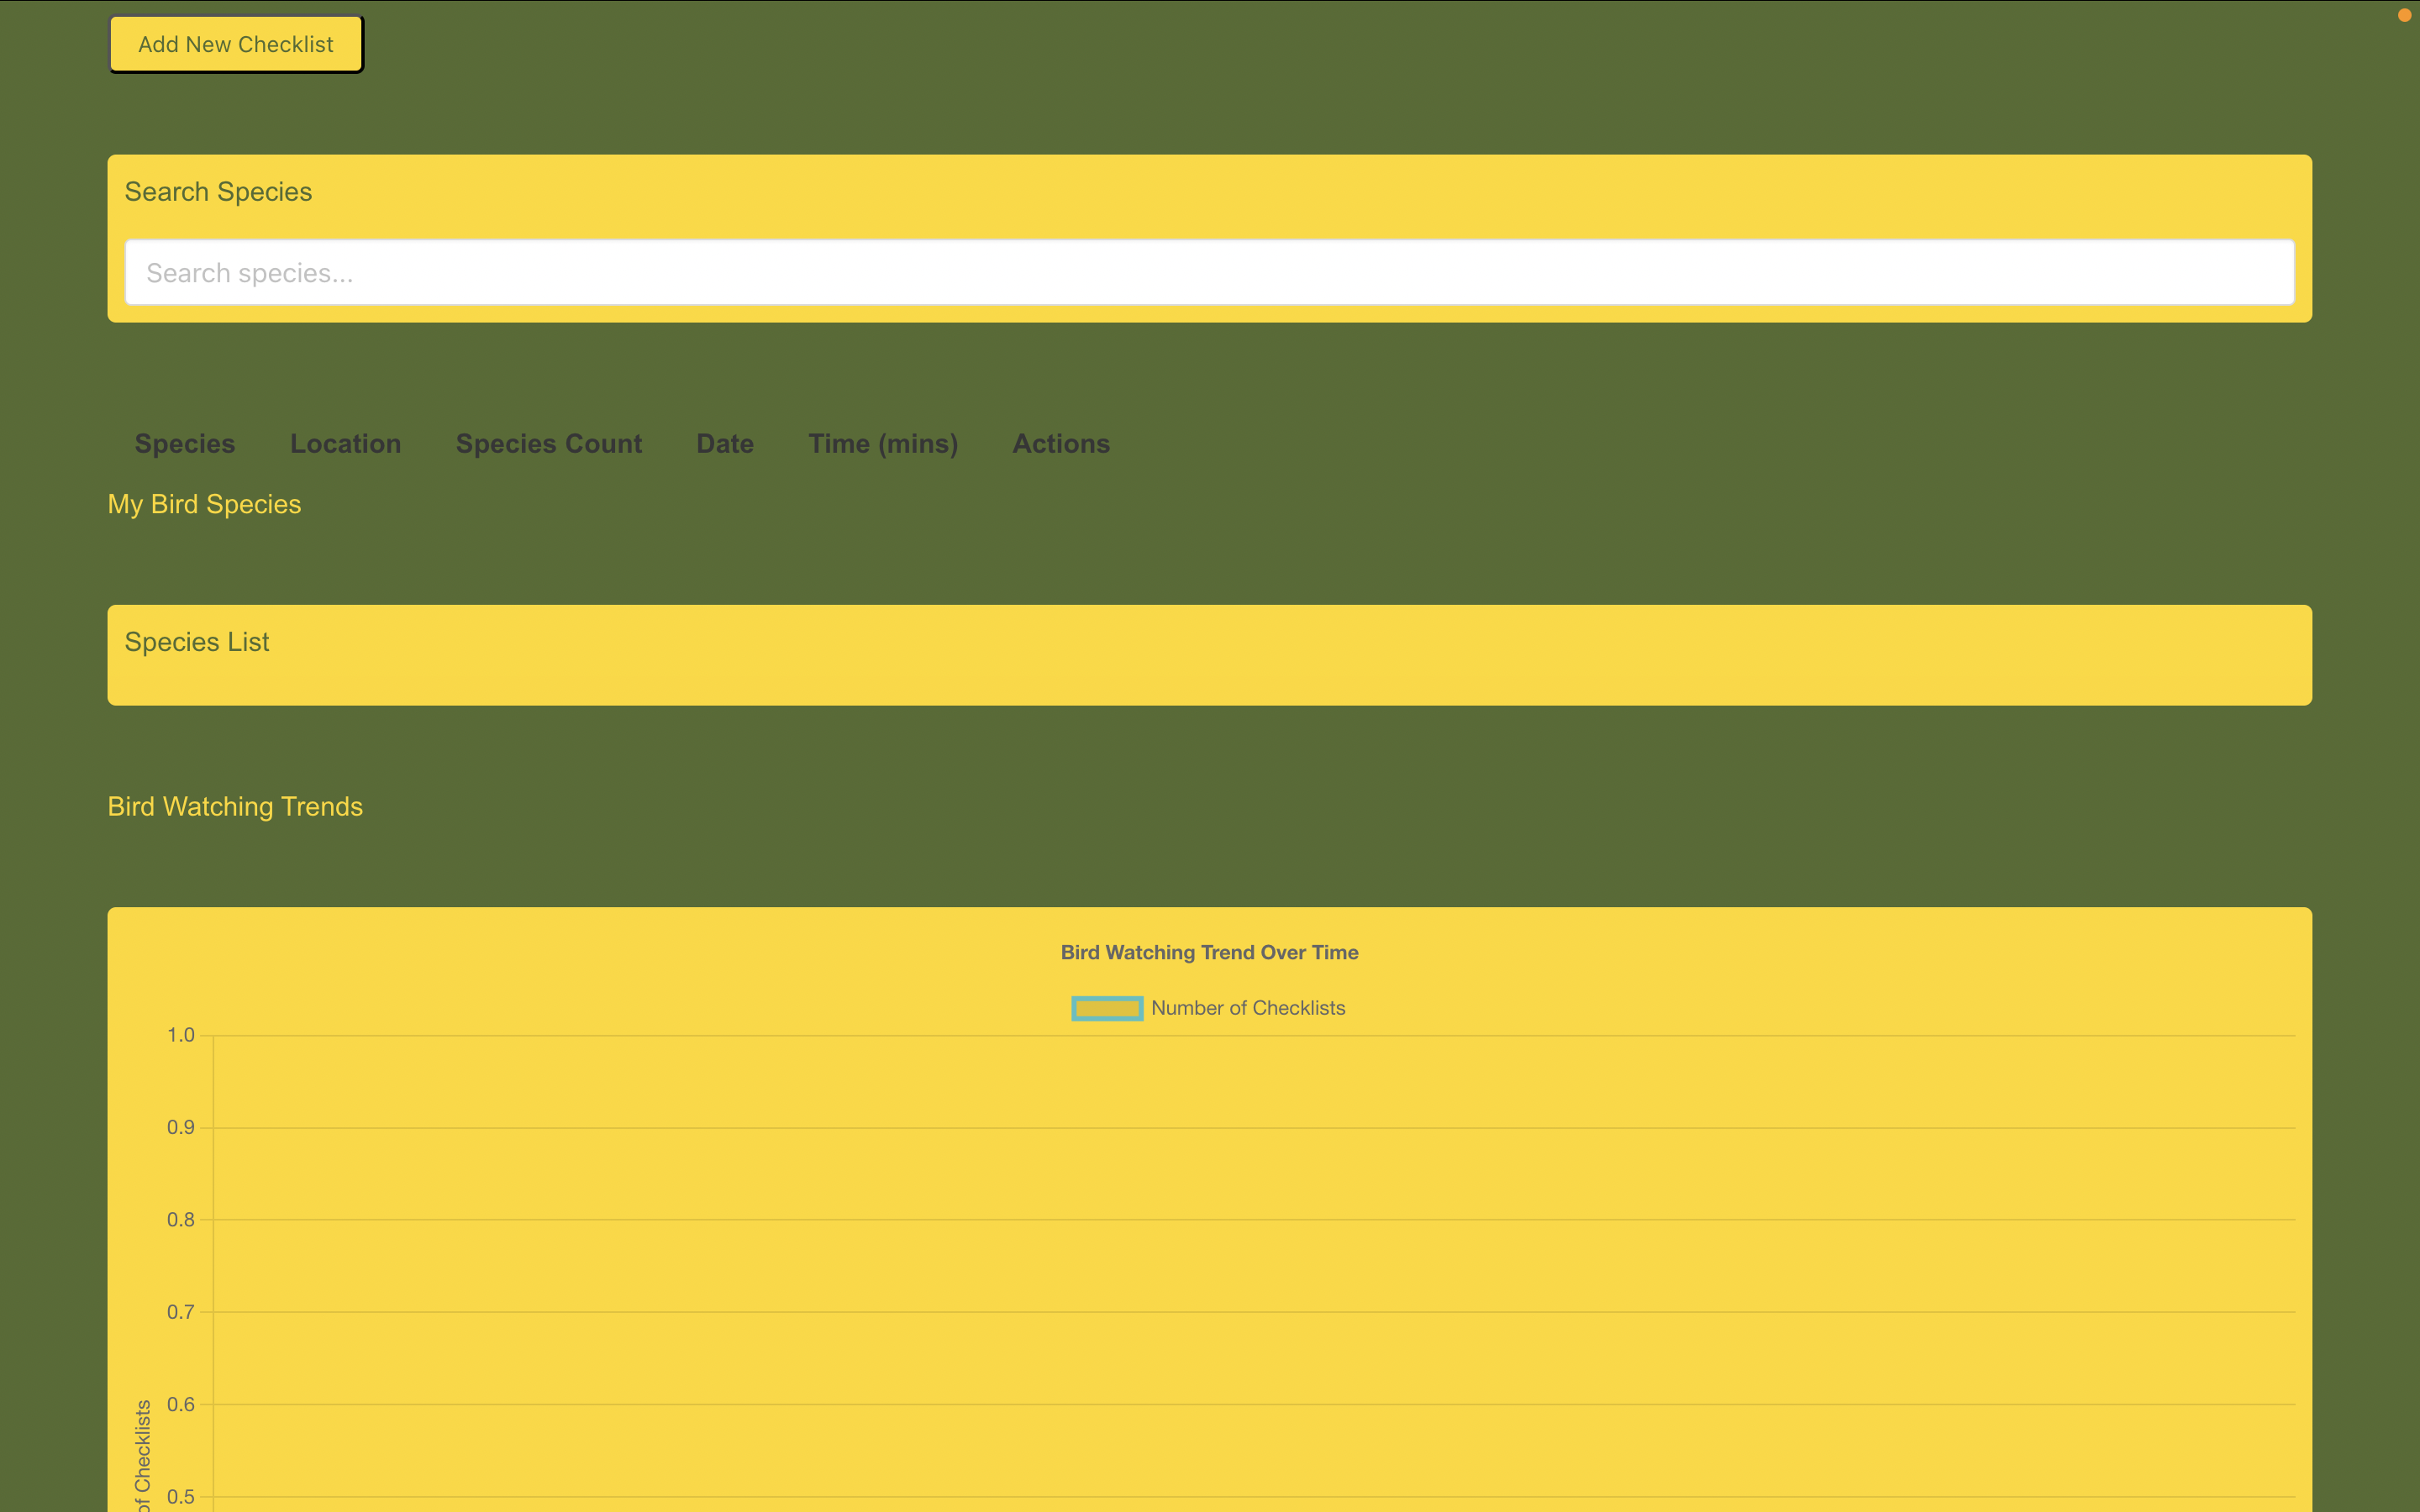 Add New Checklist
Search Species
Search species...
Species Location Species Count Date Time (mins) Actions
My Bird Species
Species List
Bird Watching Trends
Bird Watching Trend Over Time
Number of Checklists
1.0
0.9
0.8
0.7
0.6
0.5
of Checklists